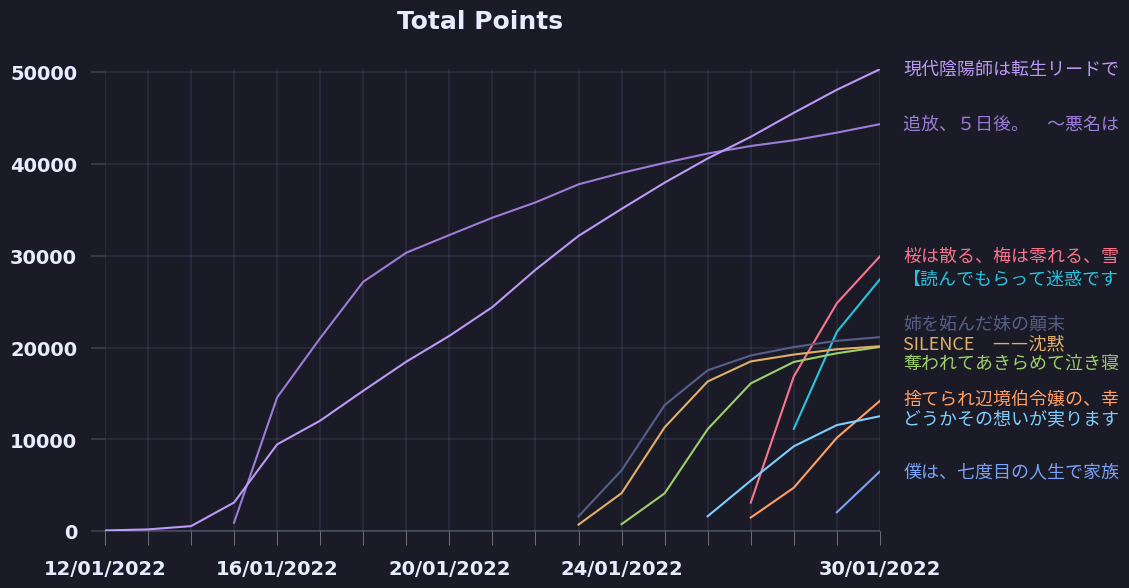 Total Points
50000
40000
30000
20000
10000
0
12/01/2022
16/01/2022
20/01/2022
24/01/2022
30/01/2022
現代陰陽師は転生リードで
追放、５日後。　〜悪名は
桜は散る、梅は零れる、雪
【読んでもらって迷惑です
姉を妬んだ妹の顛末
SILENCE　——沈黙
奪われてあきらめて泣き寝
捨てられ辺境伯令嬢の、幸
どうかその想いが実ります
僕は、七度目の人生で家族